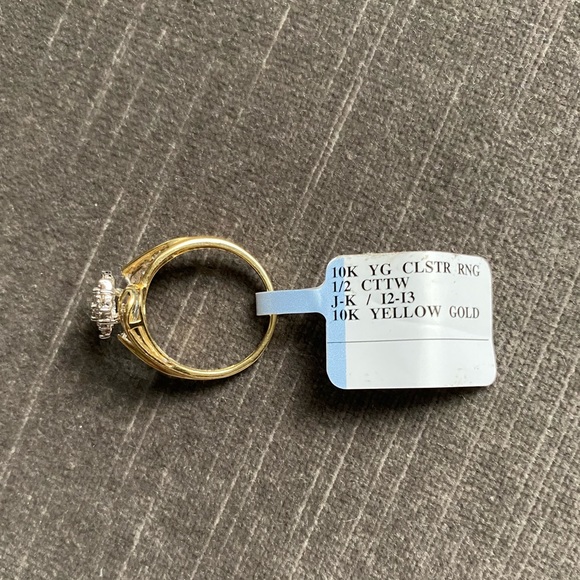 10K YG CLSTR RNG
1/2 CTTW
J-K / I2-I3
10K YELLOW GOLD